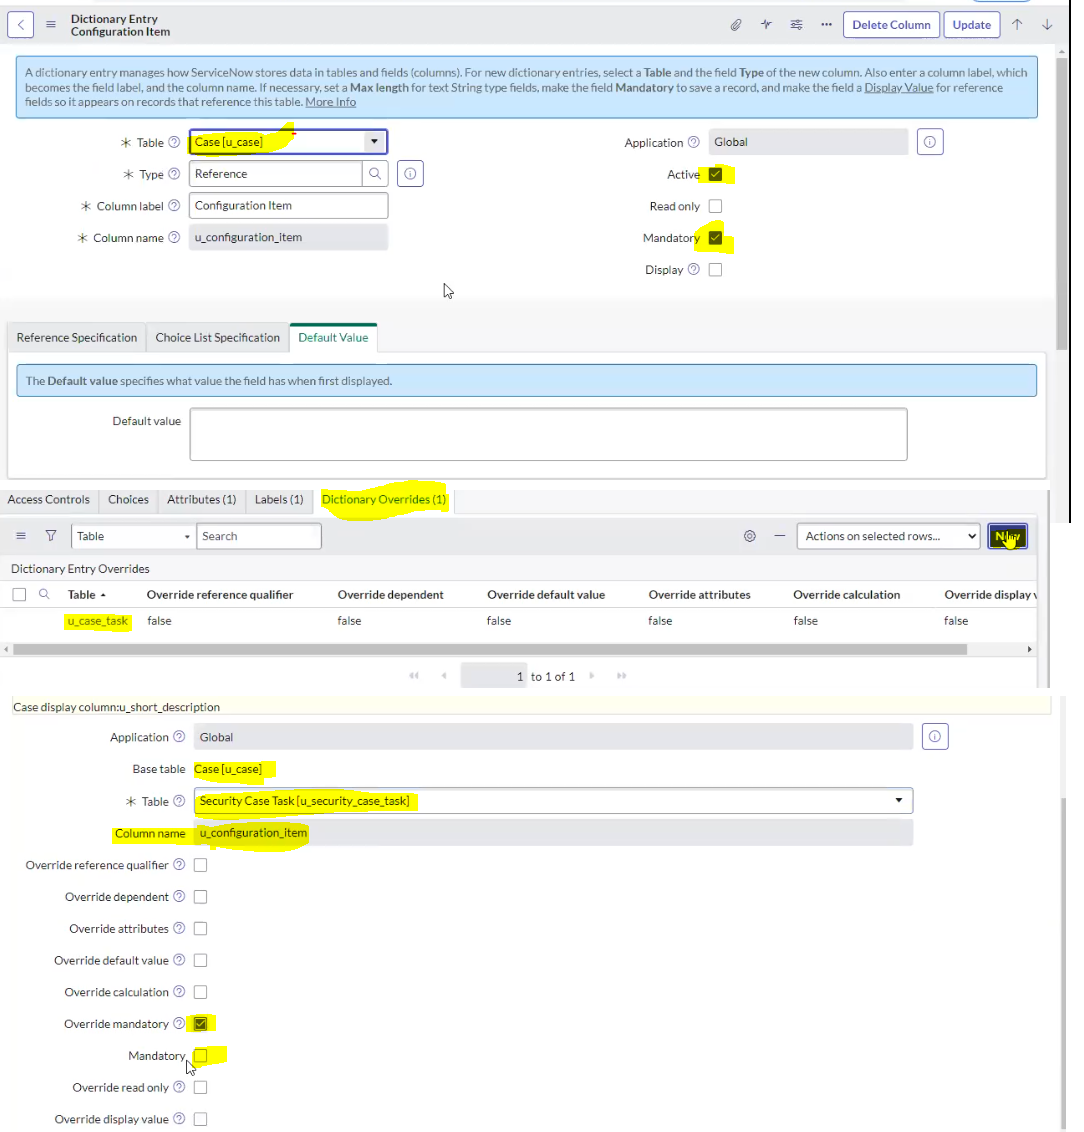 Dictionary Entry
Configuration Item
Delete Column
Update
A dictionary entry manages how ServiceNow stores data in tables and fields (columns). For new dictionary entries, select a Table and the field Type of the new column. Also enter a column label, which
becomes the field label, and the column name. If necessary, set a Max length for text String type fields, make the field Mandatory to save a record, and make the field a Display Value for reference
fields so it appears on records that reference this table. More Info
Table Case [u_case]
Application Global
Type Reference
Active
Column label Configuration Item
Read only
Column name u_configuration_item
Mandatory
Display
Reference Specification Choice List Specification Default Value
The Default value specifies what value the field has when first displayed.
Default value
Access Controls Choices Attributes (1) Labels (1) Dictionary Overrides (1)
Table Search Actions on selected rows... New
Dictionary Entry Overrides
Table Override reference qualifier Override dependent Override default value Override attributes Override calculation Override display
u_case_task false false false false false false
1 to 1 of 1
Case display column:u_short_description
Application Global
Base table Case [u_case]
Table Security Case Task [u_security_case_task]
Column name u_configuration_item
Override reference qualifier
Override dependent
Override attributes
Override default value
Override calculation
Override mandatory
Mandatory
Override read only
Override display value